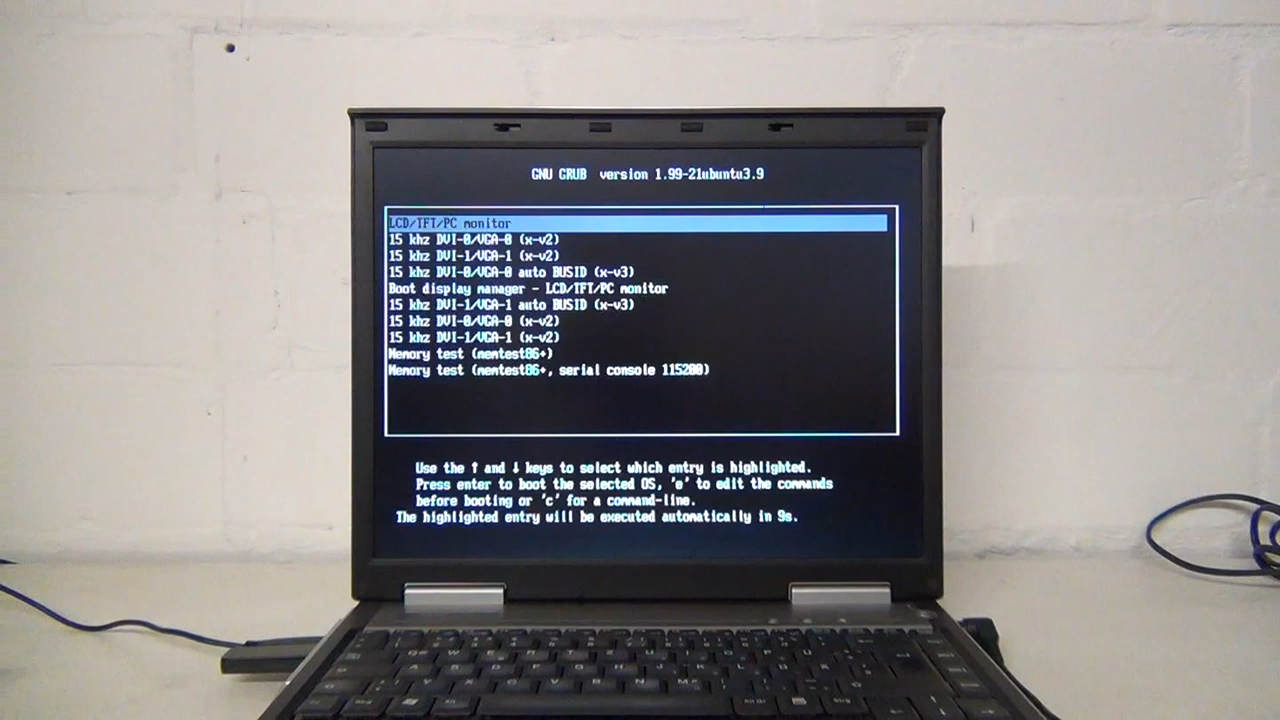 GNU GRUB version 1.99-21ubuntu3.9
LCD/TFT/PC monitor
15 khz DVI-0/VGA-0 (x-v2)
15 khz DVI-1/VGA-1 (x-v2)
15 khz DVI-0/VGA-0 auto BUSID (x-v3)
Boot display manager - LCD/TFT/PC monitor
15 khz DVI-1/VGA-1 auto BUSID (x-v3)
15 khz DVI-0/VGA-0 (x-v2)
15 khz DVI-1/VGA-1 (x-v2)
Memory test (memtest86+)
Memory test (memtest86+, serial console 115200)
Use the ↑ and ↓ keys to select which entry is highlighted.
Press enter to boot the selected OS, 'e' to edit the commands
before booting or 'c' for a command-line.
The highlighted entry will be executed automatically in 9s.